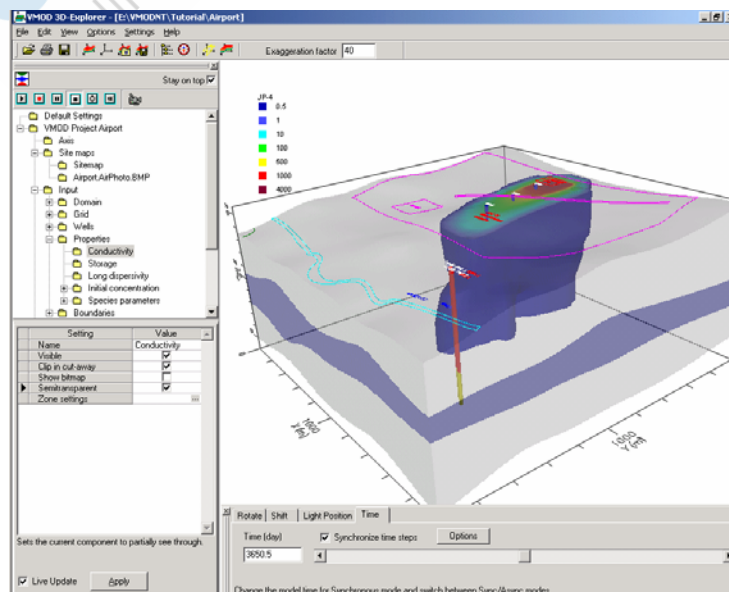 VMOD 3D-Explorer - [E:\VMODNT\Tutorial\Airport]
File Edit View Options Settings Help
Exaggeration factor 40
Stay on top
Default Settings
VMOD Project Airport
Axis
Site maps
Sitemap
Airport.AirPhoto.BMP
Input
Domain
Grid
Wells
Properties
Conductivity
Storage
Long dispersivity
Initial concentration
Species parameters
Boundaries
Setting Value
Name Conductivity
Visible
Clip in cut-away
Show bitmap
Semitransparent
Zone settings
Sets the current component to partially see through.
Live Update Apply
JP-4
0.5
1
10
100
500
1000
4000
1000
X (m)
1000
Y (m)
Rotate Shift Light Position Time
Time (day) Synchronize time steps Options
3650.5
Change the model time for Synchronous mode and switch between Sync/Async modes